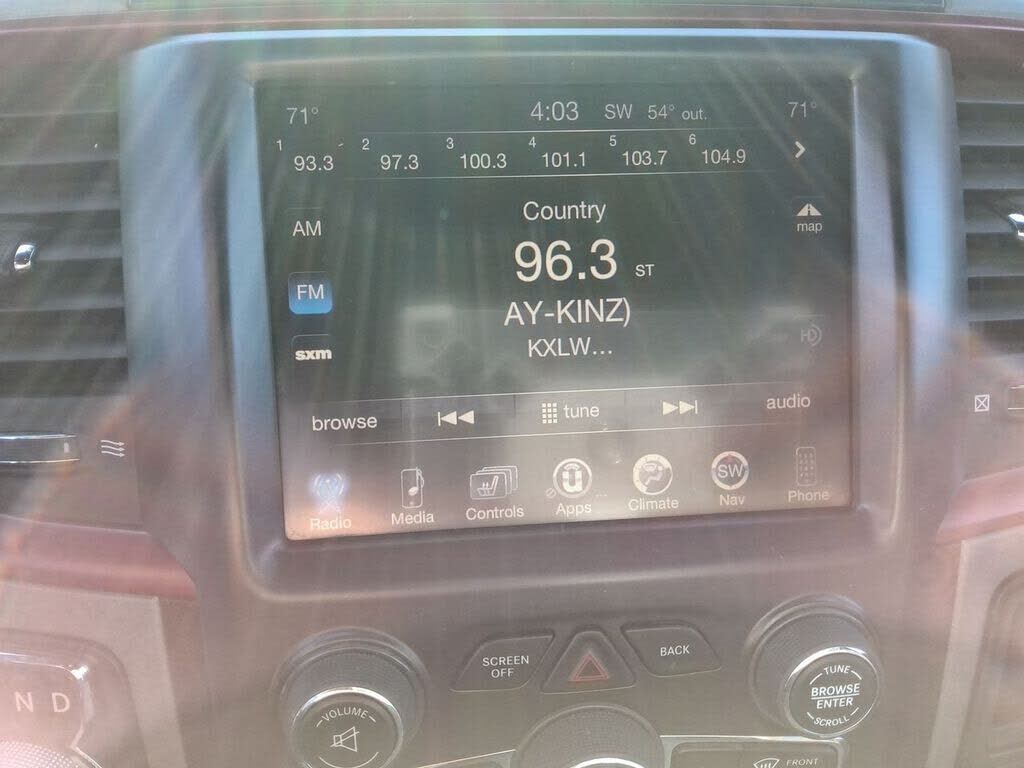 71° 4:03 SW 54° out. 71°
1 93.3 2 97.3 3 100.3 4 101.1 5 103.7 6 104.9
Country
AM
map
96.3 ST
FM
AY-KINZ)
HD
KXLW...
sxm
browse tune audio
SW
Radio Media Controls Apps Climate Nav Phone
SCREEN
OFF
BACK
N D
VOLUME
TUNE
BROWSE
ENTER
SCROLL
FRONT